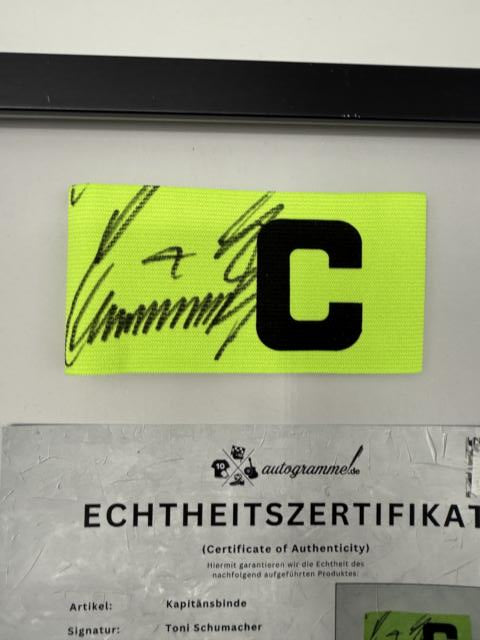 C
10
autogramme.de
ECHTHEITSZERTIFIKAT
(Certificate of Authenticity)
Hiermit garantieren wir die Echtheit des
nachfolgend aufgeführten Produktes:
Artikel: Kapitänsbinde
Signatur: Toni Schumacher